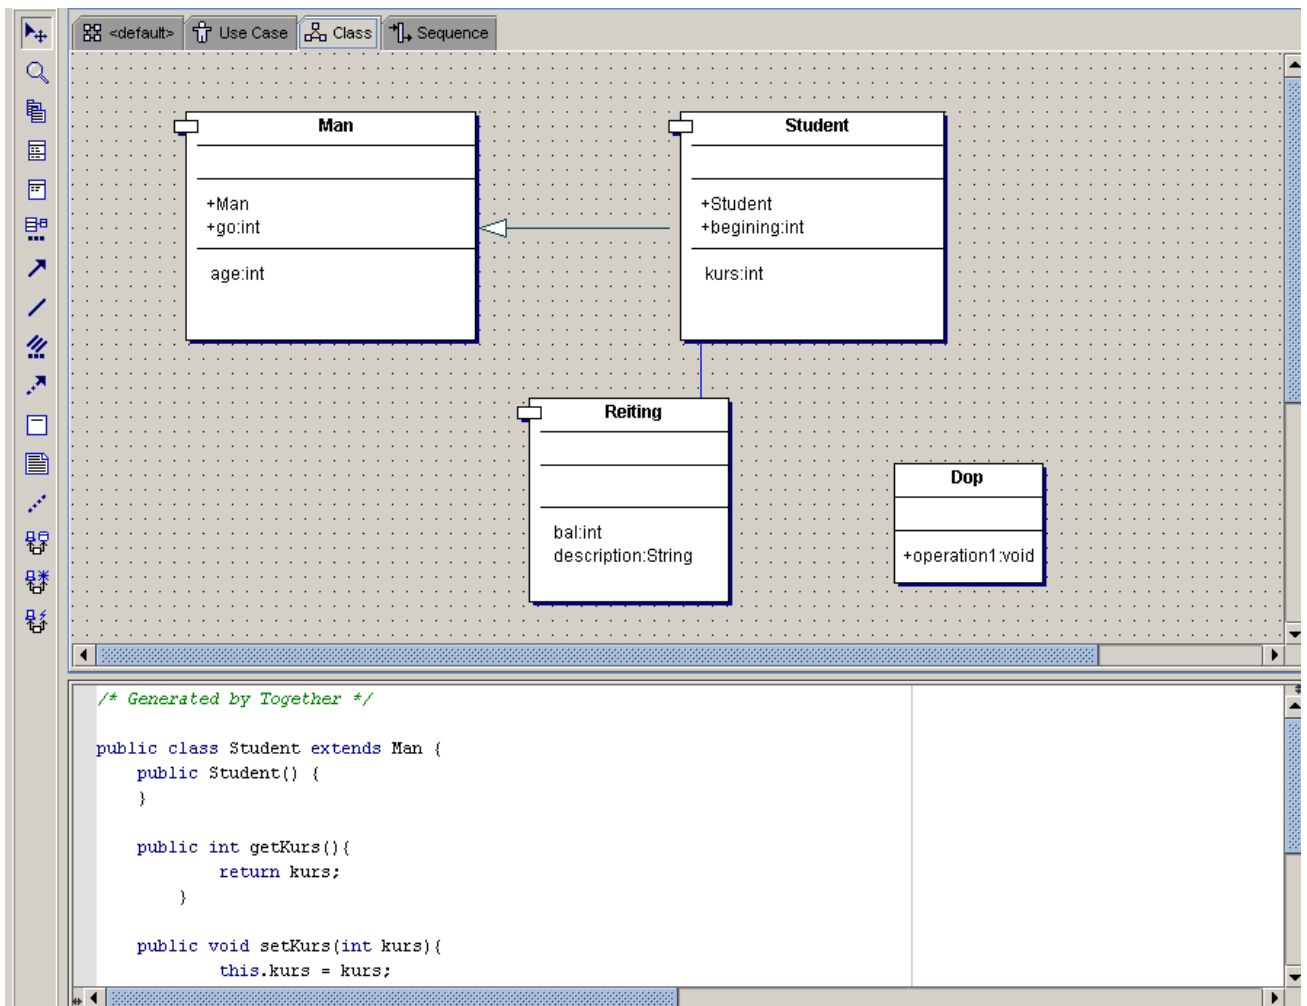 <default> Use Case Class Sequence
Man
+Man
+go:int
age:int
Student
+Student
+begining:int
kurs:int
Reiting
bal:int
description:String
Dop
+operation1:void
/* Generated by Together */
public class Student extends Man {
public Student() {
}
public int getKurs(){
return kurs;
}
public void setKurs(int kurs){
this.kurs = kurs;